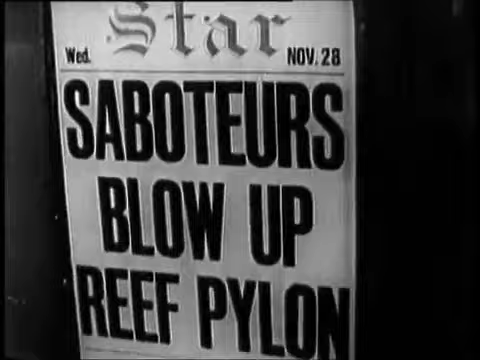 Star
Wed. NOV. 28
SABOTEURS
BLOW UP
REEF PYLON